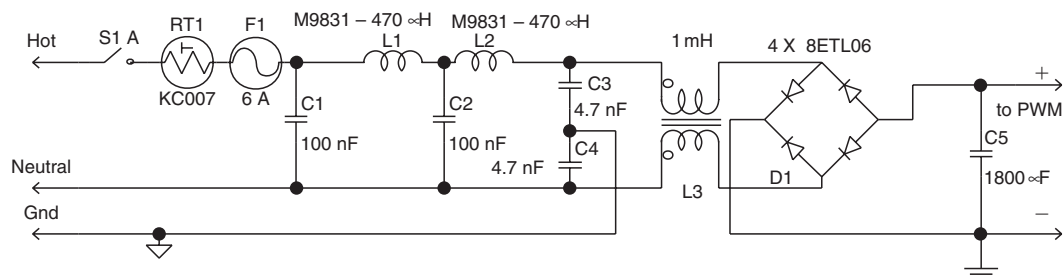 M9831 – 470 ∝H
M9831 – 470 ∝H
Hot
S1 A
RT1
F1
L1
L2
1 mH
4 X 8ETL06
KC007
6 A
C1
100 nF
C2
100 nF
C3
4.7 nF
C4
4.7 nF
+
to PWM
C5
1800 ∝F
Neutral
L3
D1
Gnd
–